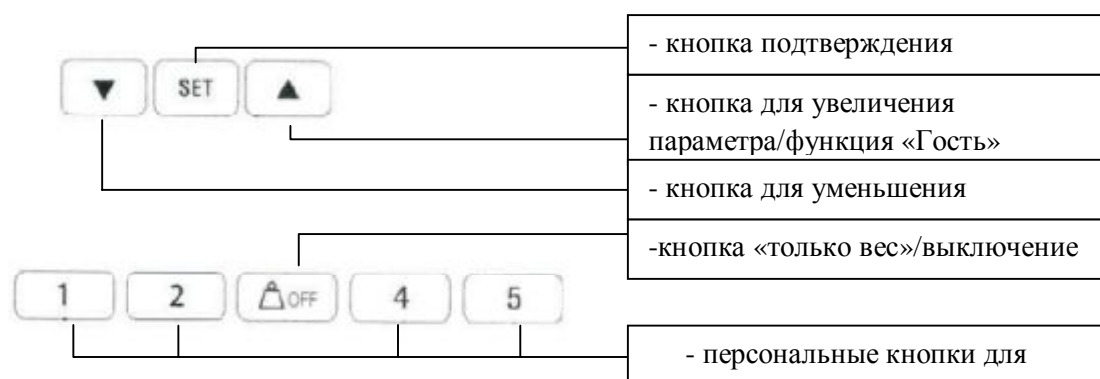 - кнопка подтверждения
▼ SET ▲
- кнопка для увеличения
параметра/функция «Гость»
- кнопка для уменьшения
-кнопка «только вес»/выключение
1 2 OFF 4 5
- персональные кнопки для